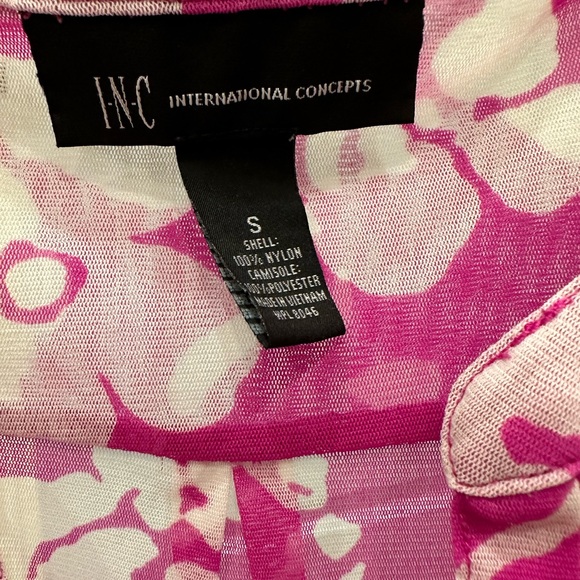 I·N·C INTERNATIONAL CONCEPTS
S
SHELL:
100% NYLON
CAMISOLE:
100% POLYESTER
MADE IN VIETNAM
WPL 8046